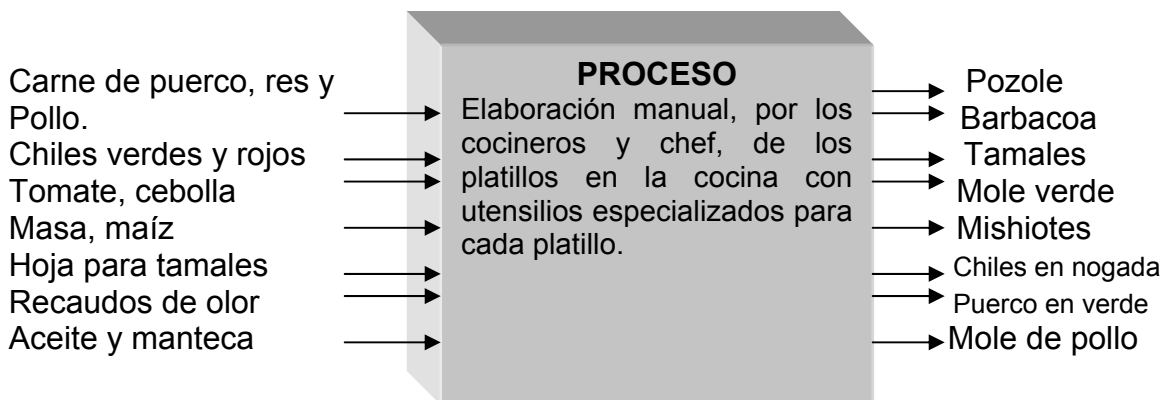 Carne de puerco, res y
Pollo.
Chiles verdes y rojos
Tomate, cebolla
Masa, maíz
Hoja para tamales
Recaudos de olor
Aceite y manteca
PROCESO
Elaboración manual, por los
cocineros y chef, de los
platillos en la cocina con
utensilios especializados para
cada platillo.
Pozole
Barbacoa
Tamales
Mole verde
Mishiotes
Chiles en nogada
Puerco en verde
Mole de pollo